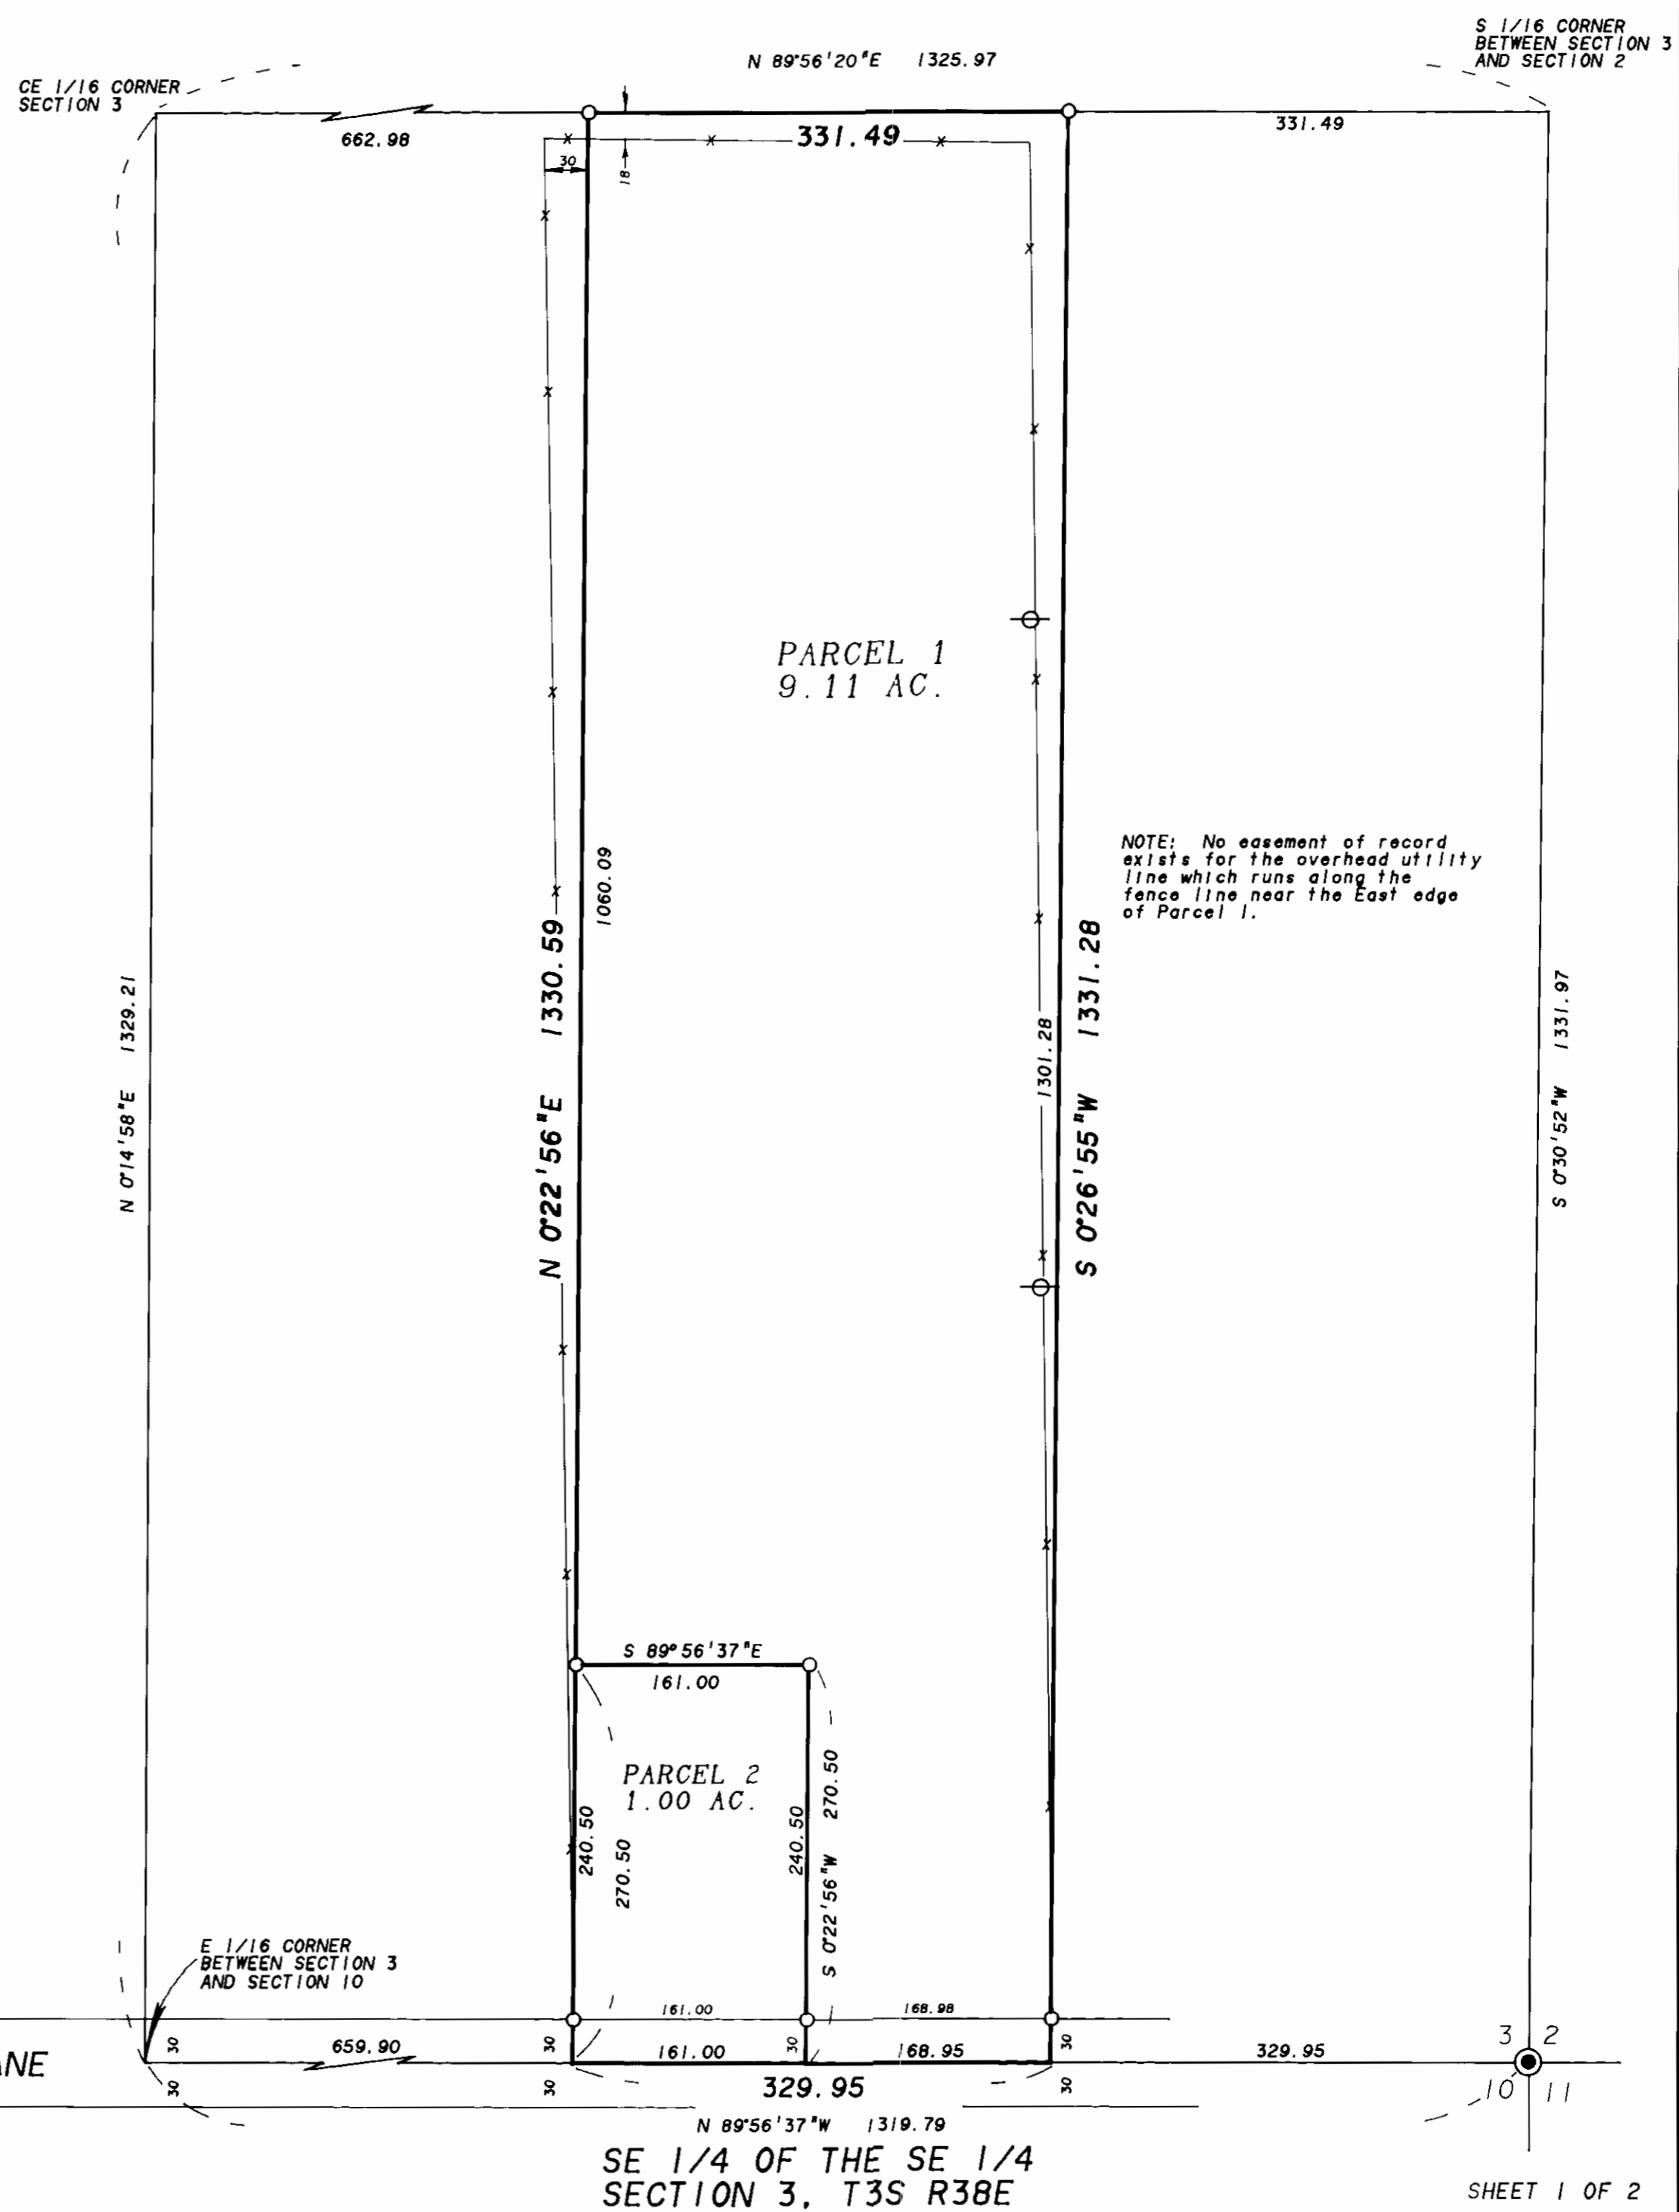 S 1/16 CORNER
BETWEEN SECTION 3
AND SECTION 2
N 89°56'20"E 1325.97
CE 1/16 CORNER
SECTION 3
662.98
331.49
331.49
30
18
PARCEL 1
9.11 AC.
NOTE: No easement of record
exists for the overhead utility
line which runs along the
fence line near the East edge
of Parcel 1.
N 0°14'58"E 1329.21
N 0°22'56"E 1330.59
1060.09
1301.28
S 0°26'55"W 1331.28
S 0°30'52"W 1331.97
S 89°56'37"E
161.00
PARCEL 2
1.00 AC.
240.50
270.50
240.50
S 0°22'56"W 270.50
E 1/16 CORNER
BETWEEN SECTION 3
AND SECTION 10
161.00
168.98
30
659.90
30
161.00
30
168.95
30
329.95
3 2
ANE
30
30
329.95
30
10 11
N 89°56'37"W 1319.79
SE 1/4 OF THE SE 1/4
SECTION 3, T3S R38E
SHEET 1 OF 2